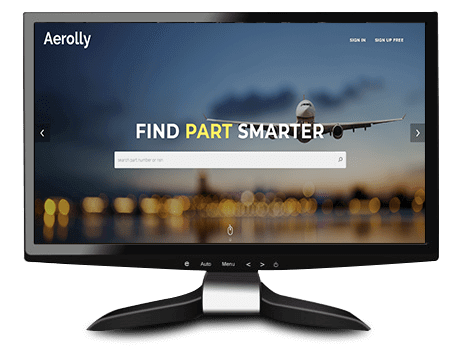 Aerolly
SIGN IN SIGN UP FREE
FIND PART SMARTER
Search part number or nsn
e Auto Menu < >